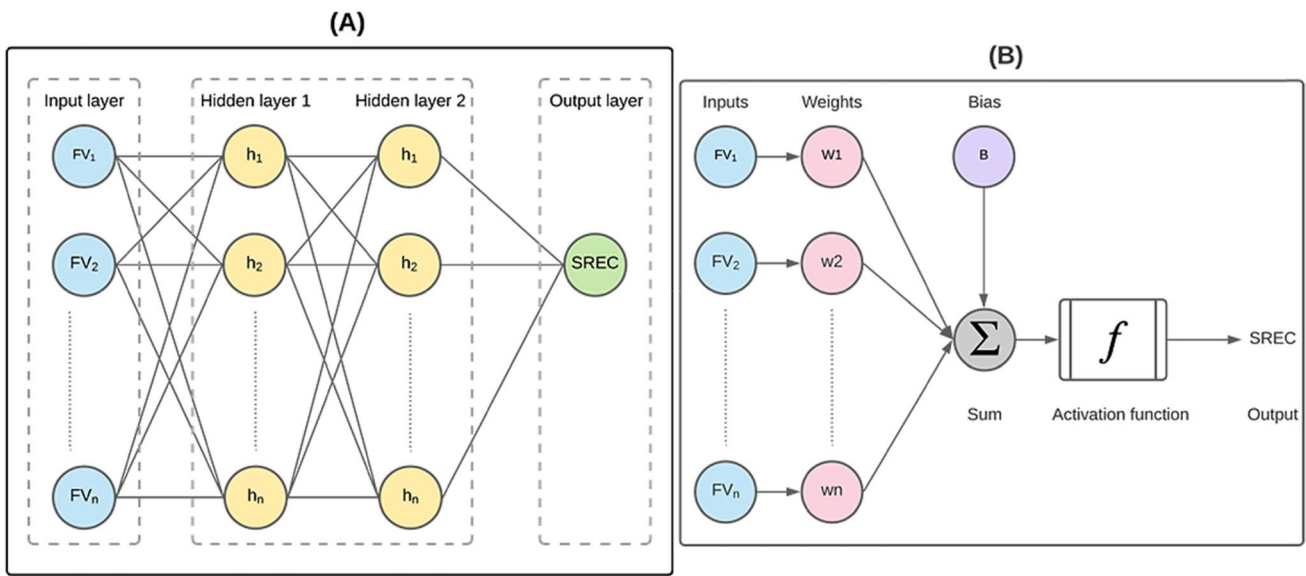 (A)
Input layer Hidden layer 1 Hidden layer 2 Output layer
FV₁ h₁ h₁
FV₂ h₂ h₂ SREC
FVₙ hₙ hₙ
(B)
Inputs Weights Bias
FV₁ W1 B
FV₂ w2
Σ f SREC
Sum Activation function Output
FVₙ wn